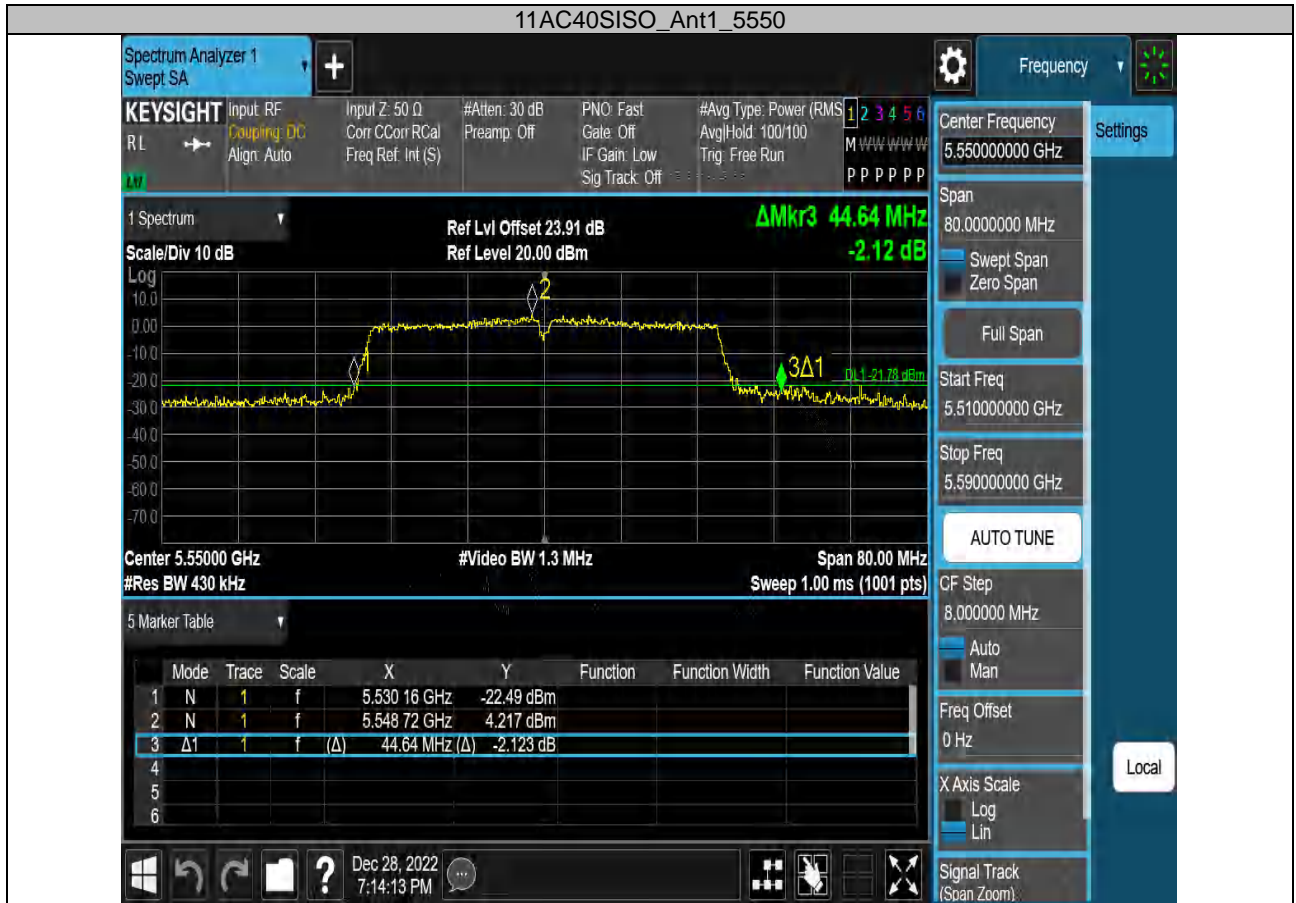 11AC40SISO_Ant1_5550
Spectrum Analyzer 1
Swept SA
+
Frequency
KEYSIGHT
RL
Input: RF
Coupling: DC
Align: Auto
Input Z: 50 Ω
Corr CCorr RCal
Freq Ref: Int (S)
#Atten: 30 dB
Preamp: Off
PNO: Fast
Gate: Off
IF Gain: Low
Sig Track: Off
#Avg Type: Power (RMS
Avg|Hold: 100/100
Trig: Free Run
1 2 3 4 5 6
M W W W W W
P P P P P P
Center Frequency
5.550000000 GHz
Settings
Span
80.0000000 MHz
Swept Span
Zero Span
Full Span
Start Freq
5.510000000 GHz
Stop Freq
5.590000000 GHz
AUTO TUNE
CF Step
8.000000 MHz
Auto
Man
Freq Offset
0 Hz
X Axis Scale
Log
Lin
Signal Track
(Span Zoom)
Local
1 Spectrum
Scale/Div 10 dB
Ref Lvl Offset 23.91 dB
Ref Level 20.00 dBm
ΔMkr3 44.64 MHz
-2.12 dB
Log
10.0
0.00
-10.0
-20.0
-30.0
-40.0
-50.0
-60.0
-70.0
2
3Δ1
DL1 -21.78 dBm
Center 5.55000 GHz
#Video BW 1.3 MHz
Span 80.00 MHz
#Res BW 430 kHz
Sweep 1.00 ms (1001 pts)
5 Marker Table
Mode Trace Scale X Y Function Function Width Function Value
1 N 1 f 5.530 16 GHz -22.49 dBm
2 N 1 f 5.548 72 GHz 4.217 dBm
3 Δ1 1 f (Δ) 44.64 MHz (Δ) -2.123 dB
4
5
6
?
Dec 28, 2022
7:14:13 PM